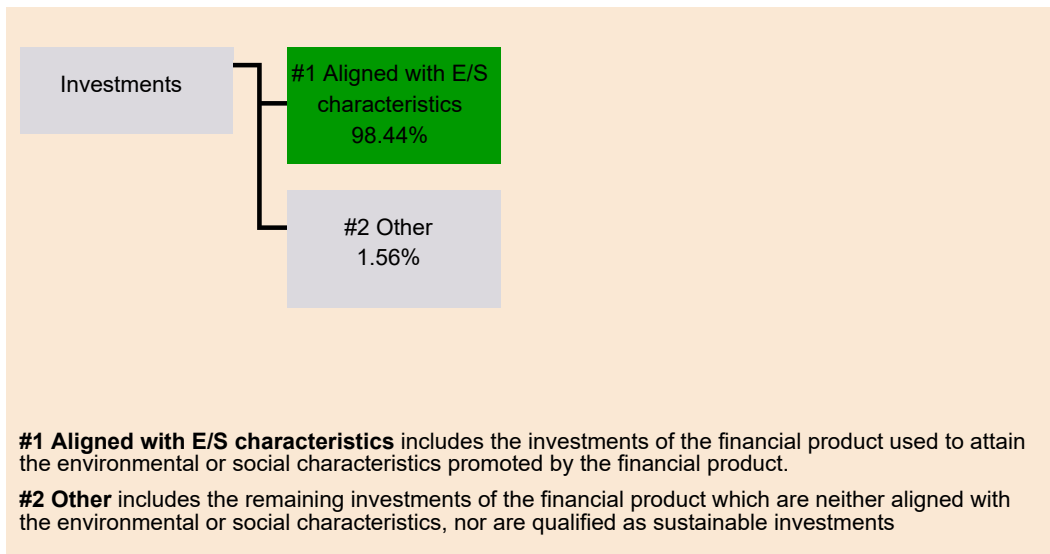 Investments
#1 Aligned with E/S
characteristics
98.44%
#2 Other
1.56%
#1 Aligned with E/S characteristics includes the investments of the financial product used to attain
the environmental or social characteristics promoted by the financial product.
#2 Other includes the remaining investments of the financial product which are neither aligned with
the environmental or social characteristics, nor are qualified as sustainable investments